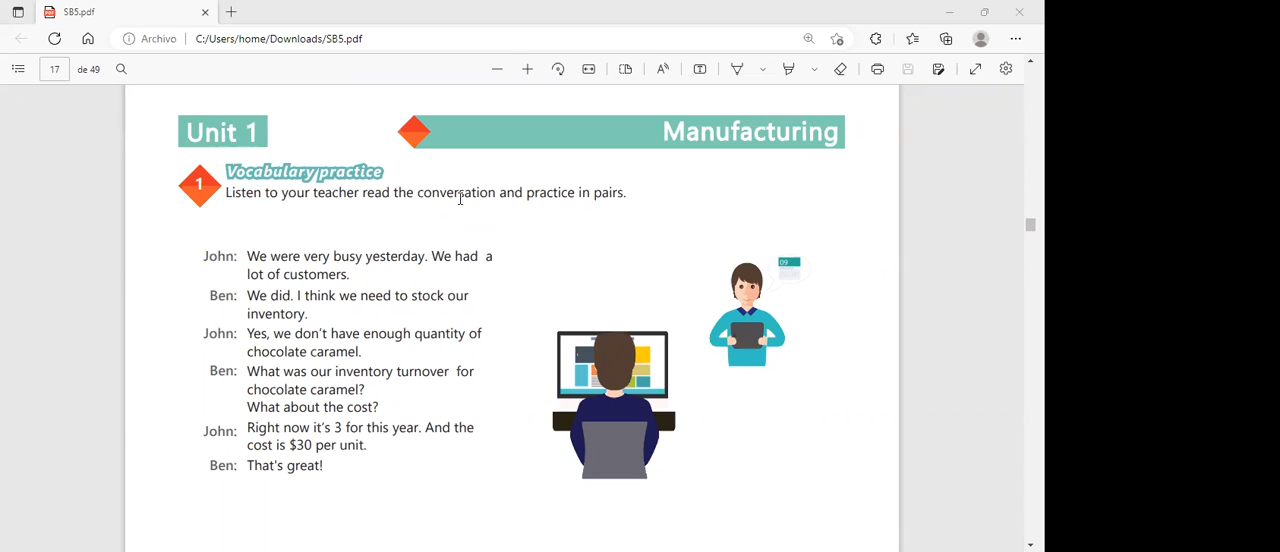 SB5.pdf
Archivo
C:/Users/home/Downloads/SB5.pdf
17 de 49
Unit 1
Manufacturing
Vocabulary practice
1
Listen to your teacher read the conversation and practice in pairs.
John: We were very busy yesterday. We had a
lot of customers.
Ben: We did. I think we need to stock our
inventory.
John: Yes, we don't have enough quantity of
chocolate caramel.
Ben: What was our inventory turnover for
chocolate caramel?
What about the cost?
John: Right now it's 3 for this year. And the
cost is $30 per unit.
Ben: That's great!
09